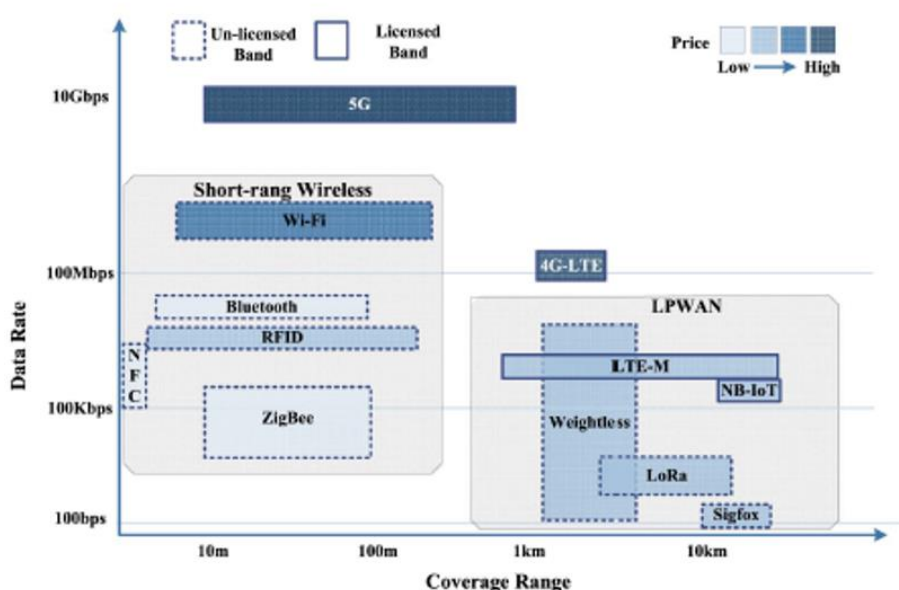 Un-licensed
Band
Licensed
Band
Price
Low
High
10Gbps
5G
Short-rang Wireless
Wi-Fi
100Mbps
4G-LTE
Bluetooth
LPWAN
RFID
NFC
LTE-M
NB-IoT
100Kbps
ZigBee
Weightless
LoRa
100bps
Sigfox
10m
100m
1km
10km
Data Rate
Coverage Range